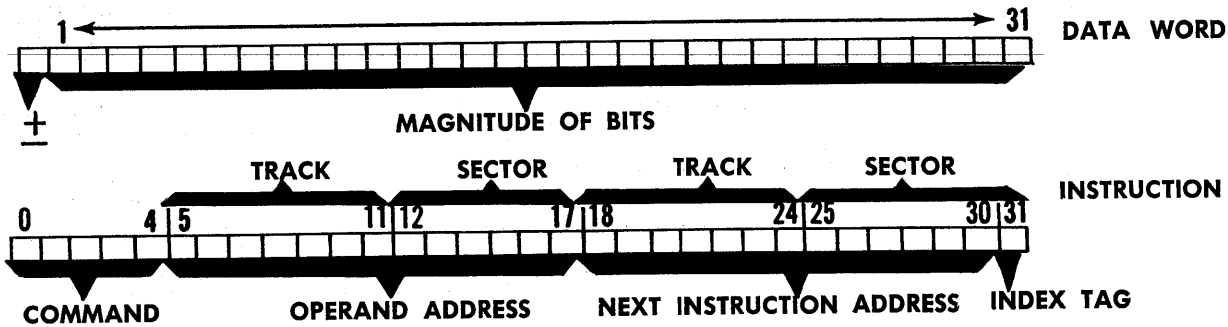 1 31 DATA WORD
±
MAGNITUDE OF BITS
TRACK SECTOR TRACK SECTOR
INSTRUCTION
0 4 5 11 12 17 18 24 25 30 31
COMMAND OPERAND ADDRESS NEXT INSTRUCTION ADDRESS INDEX TAG